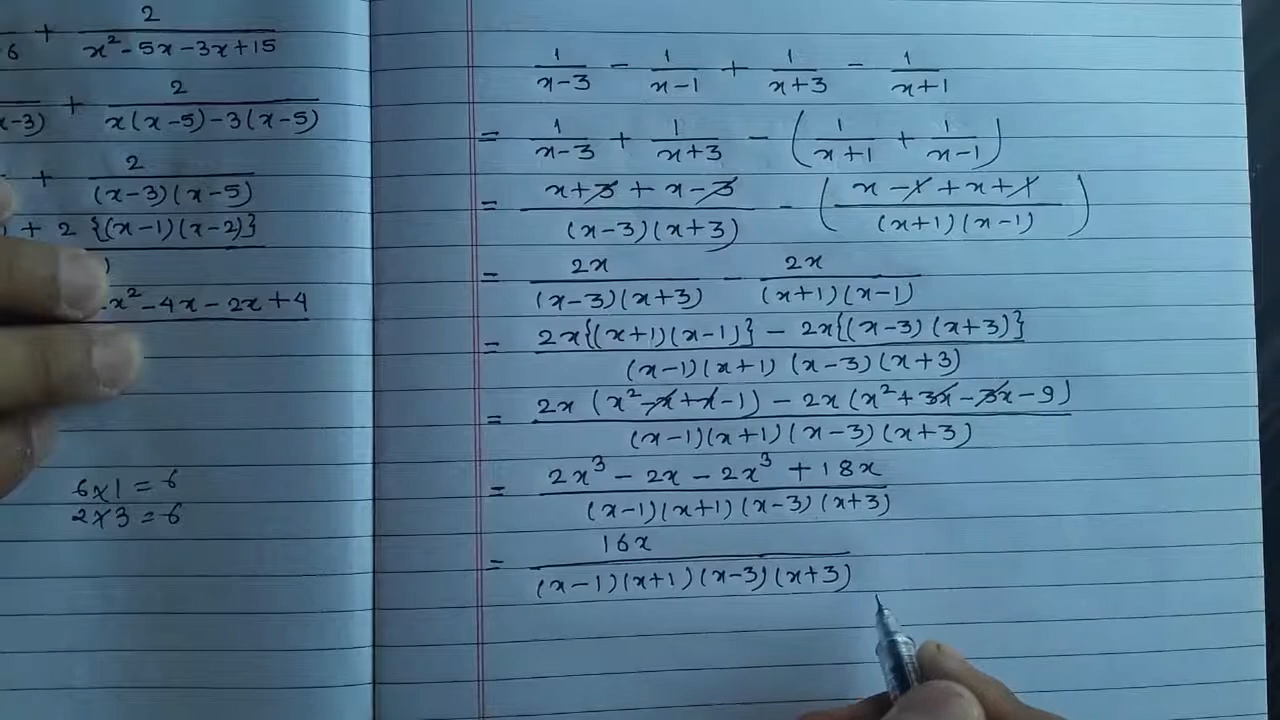 6 + 2/(x²-5x-3x+15)
x-3) + 2/(x(x-5)-3(x-5))
+ 2/((x-3)(x-5))
+ 2{(x-1)(x-2)}
x²-4x-2x+4
6×1=6
2×3=6
1/(x-3) - 1/(x-1) + 1/(x+3) - 1/(x+1)
= 1/(x-3) + 1/(x+3) - (1/(x+1) + 1/(x-1))
= (x+3+x-3)/((x-3)(x+3)) - ((x-1+x+1)/((x+1)(x-1)))
= 2x/((x-3)(x+3)) - 2x/((x+1)(x-1))
= (2x{(x+1)(x-1)} - 2x{(x-3)(x+3)})/((x-1)(x+1)(x-3)(x+3))
= (2x(x²-x+x-1) - 2x(x²+3x-3x-9))/((x-1)(x+1)(x-3)(x+3))
= (2x³-2x-2x³+18x)/((x-1)(x+1)(x-3)(x+3))
= 16x/((x-1)(x+1)(x-3)(x+3))